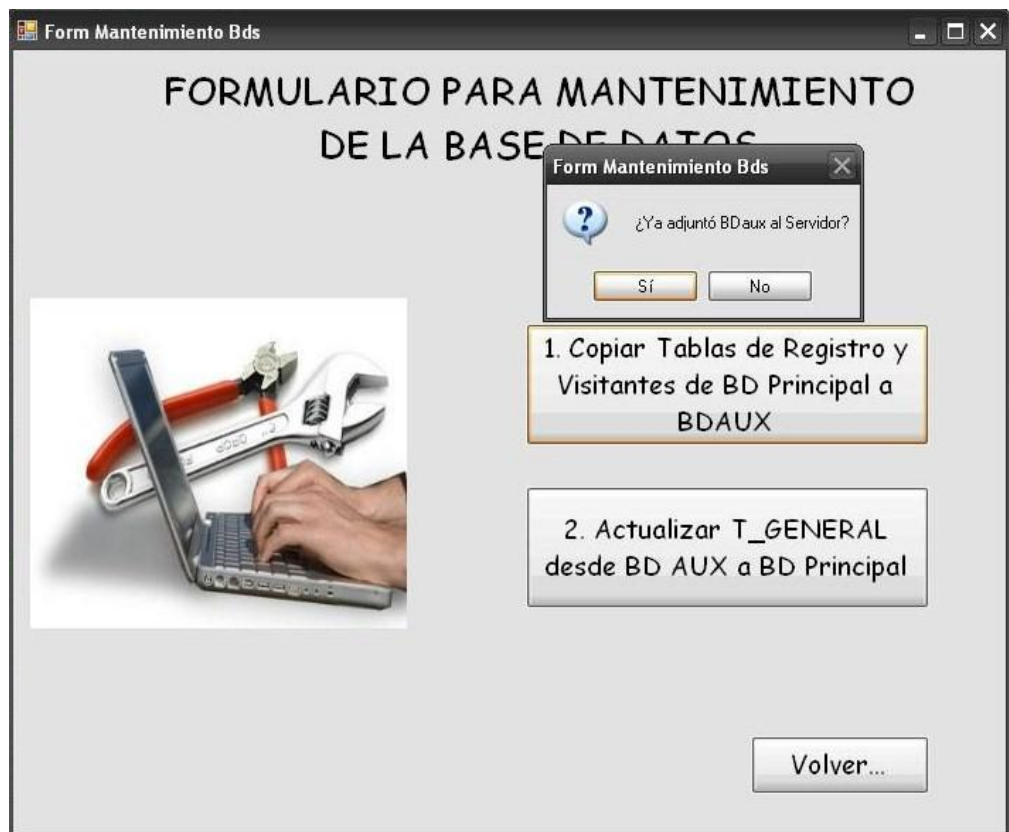 Form Mantenimiento Bds
FORMULARIO PARA MANTENIMIENTO
DE LA BASE DE DATOS
Form Mantenimiento Bds
¿Ya adjuntó BDaux al Servidor?
Sí
No
1. Copiar Tablas de Registro y
Visitantes de BD Principal a
BDAUX
2. Actualizar T_GENERAL
desde BD AUX a BD Principal
Volver...